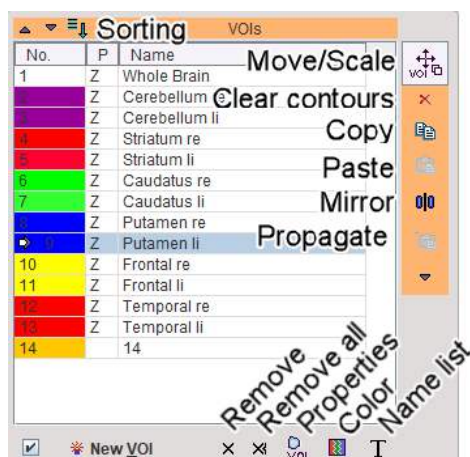 Sorting VOIs
No. P Name Move/Scale VOI
1 Z Whole Brain
2 Z Cerebellum re Clear contours
3 Z Cerebellum li
4 Z Striatum re Copy
5 Z Striatum li Paste
6 Z Caudatus re
7 Z Caudatus li Mirror
8 Z Putamen re Propagate
9 Z Putamen li
10 Z Frontal re
11 Z Frontal li
12 Z Temporal re
13 Z Temporal li
14 14
Remove Remove all Properties Color Name list
New VOI VOI T